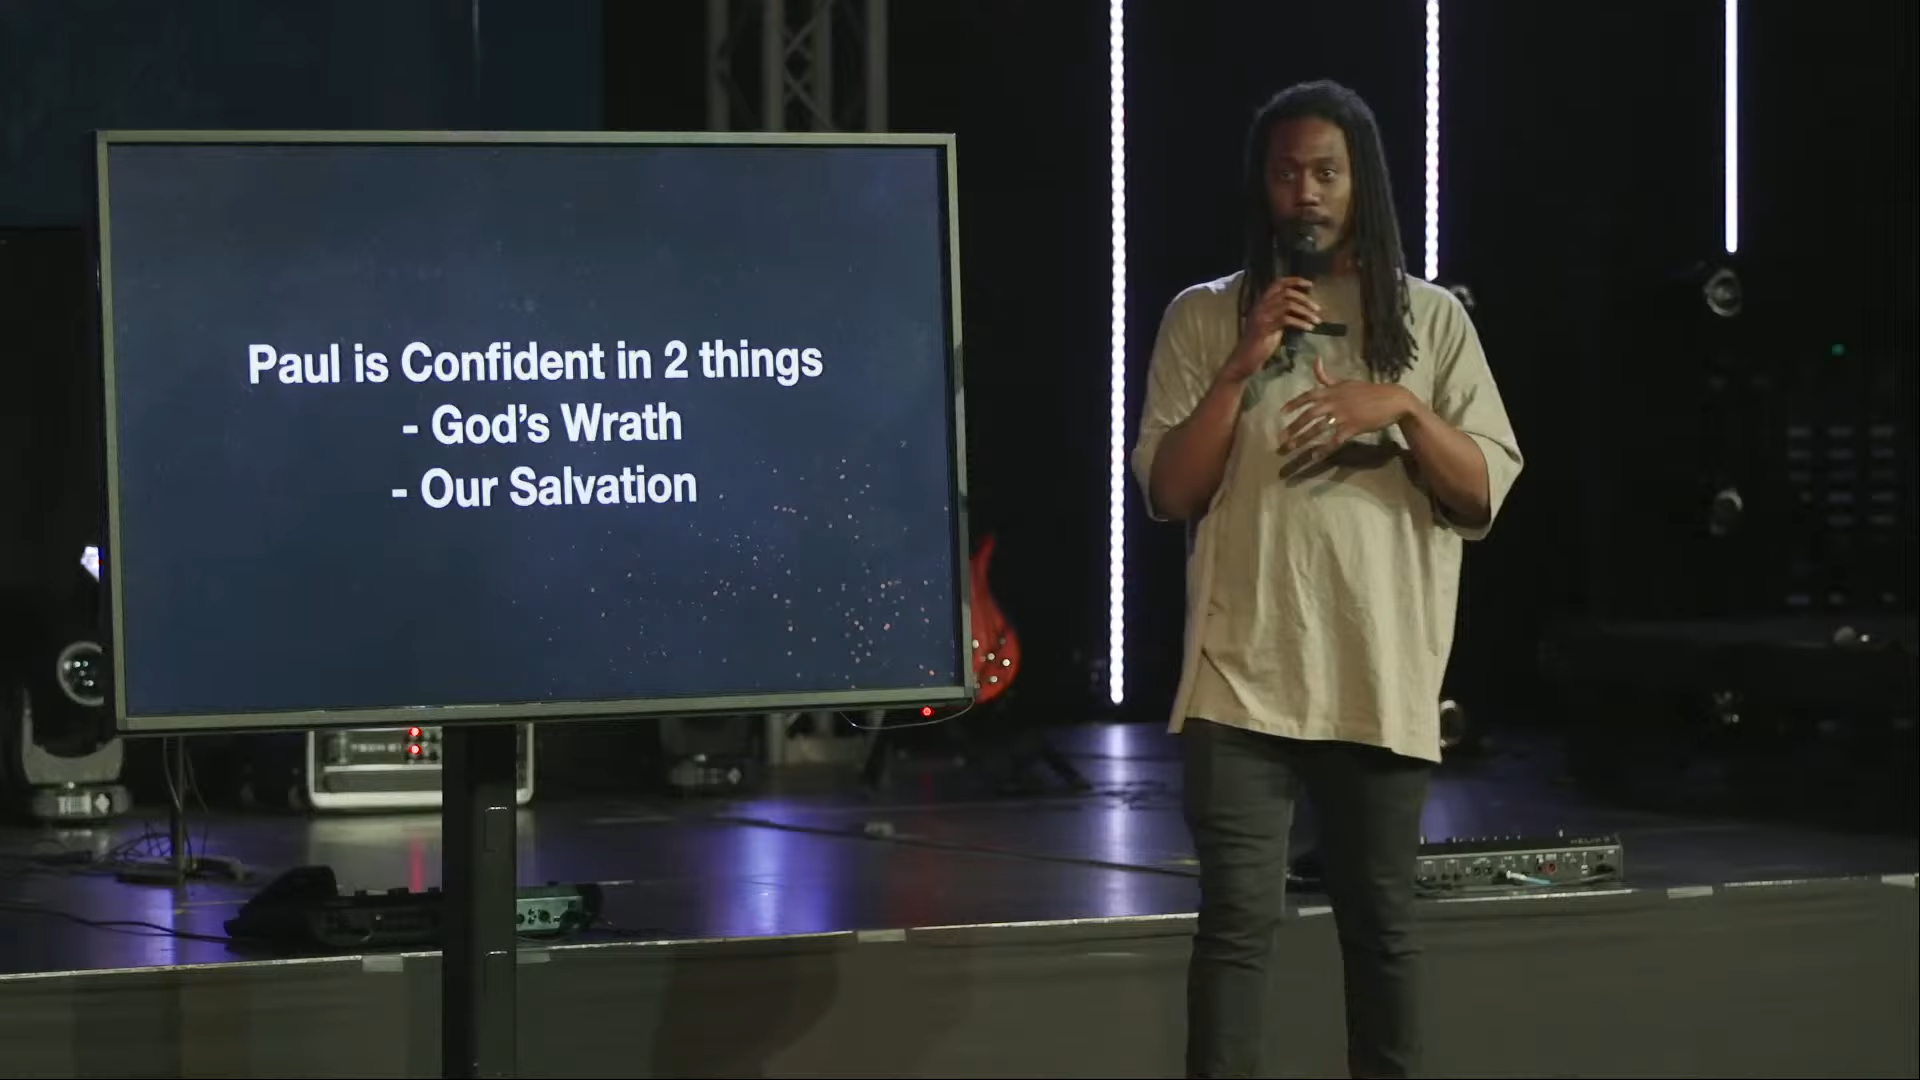 Paul is Confident in 2 things
- God's Wrath
- Our Salvation